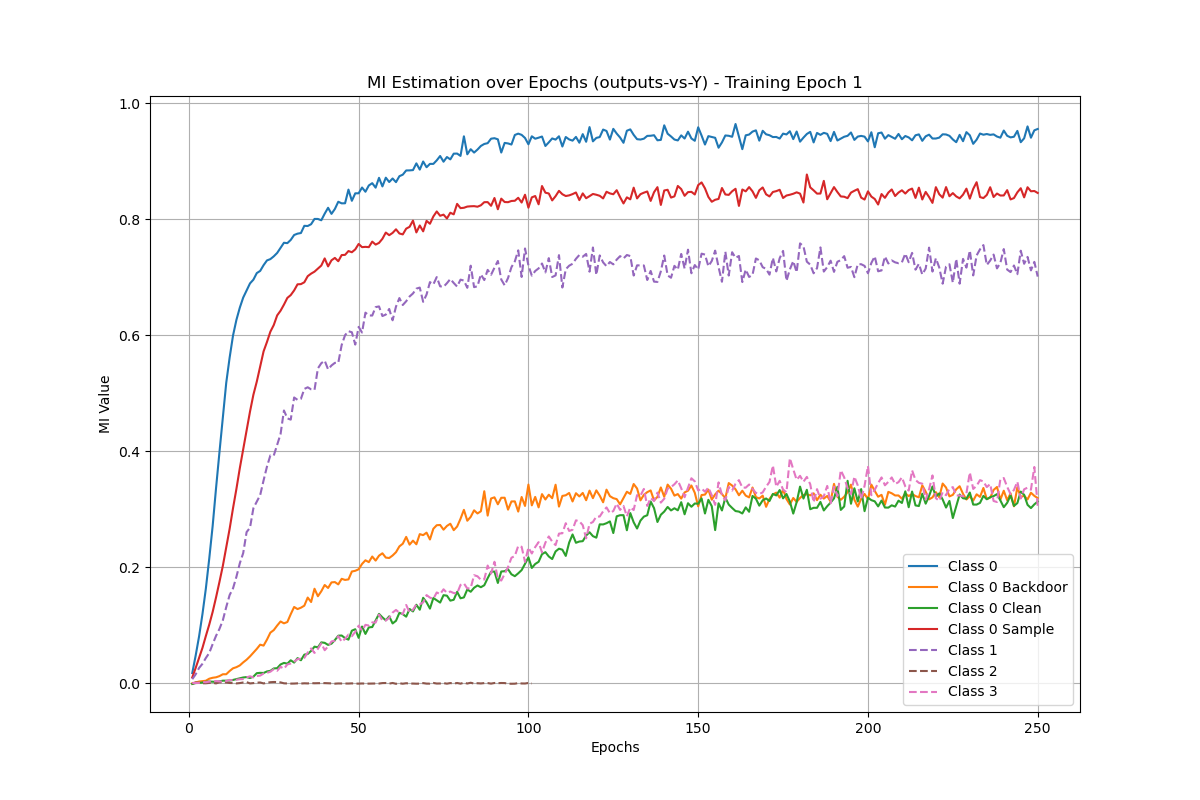 MI Estimation over Epochs (outputs-vs-Y) - Training Epoch 1
MI Value
1.0
0.8
0.6
0.4
0.2
0.0
0
50
100
150
200
250
Epochs
Class 0
Class 0 Backdoor
Class 0 Clean
Class 0 Sample
Class 1
Class 2
Class 3